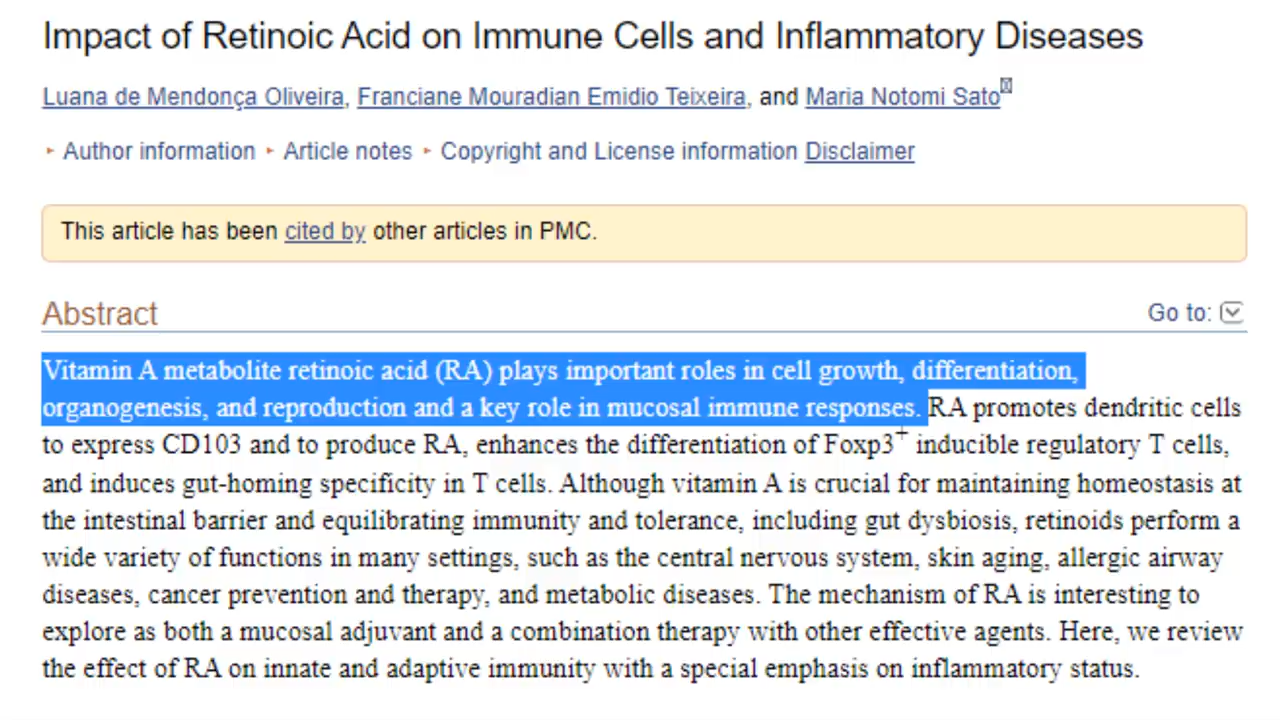 Impact of Retinoic Acid on Immune Cells and Inflammatory Diseases
Luana de Mendonça Oliveira, Franciane Mouradian Emidio Teixeira, and Maria Notomi Sato
Author information Article notes Copyright and License information Disclaimer
This article has been cited by other articles in PMC.
Abstract
Go to:
Vitamin A metabolite retinoic acid (RA) plays important roles in cell growth, differentiation,
organogenesis, and reproduction and a key role in mucosal immune responses. RA promotes dendritic cells
to express CD103 and to produce RA, enhances the differentiation of Foxp3+ inducible regulatory T cells,
and induces gut-homing specificity in T cells. Although vitamin A is crucial for maintaining homeostasis at
the intestinal barrier and equilibrating immunity and tolerance, including gut dysbiosis, retinoids perform a
wide variety of functions in many settings, such as the central nervous system, skin aging, allergic airway
diseases, cancer prevention and therapy, and metabolic diseases. The mechanism of RA is interesting to
explore as both a mucosal adjuvant and a combination therapy with other effective agents. Here, we review
the effect of RA on innate and adaptive immunity with a special emphasis on inflammatory status.